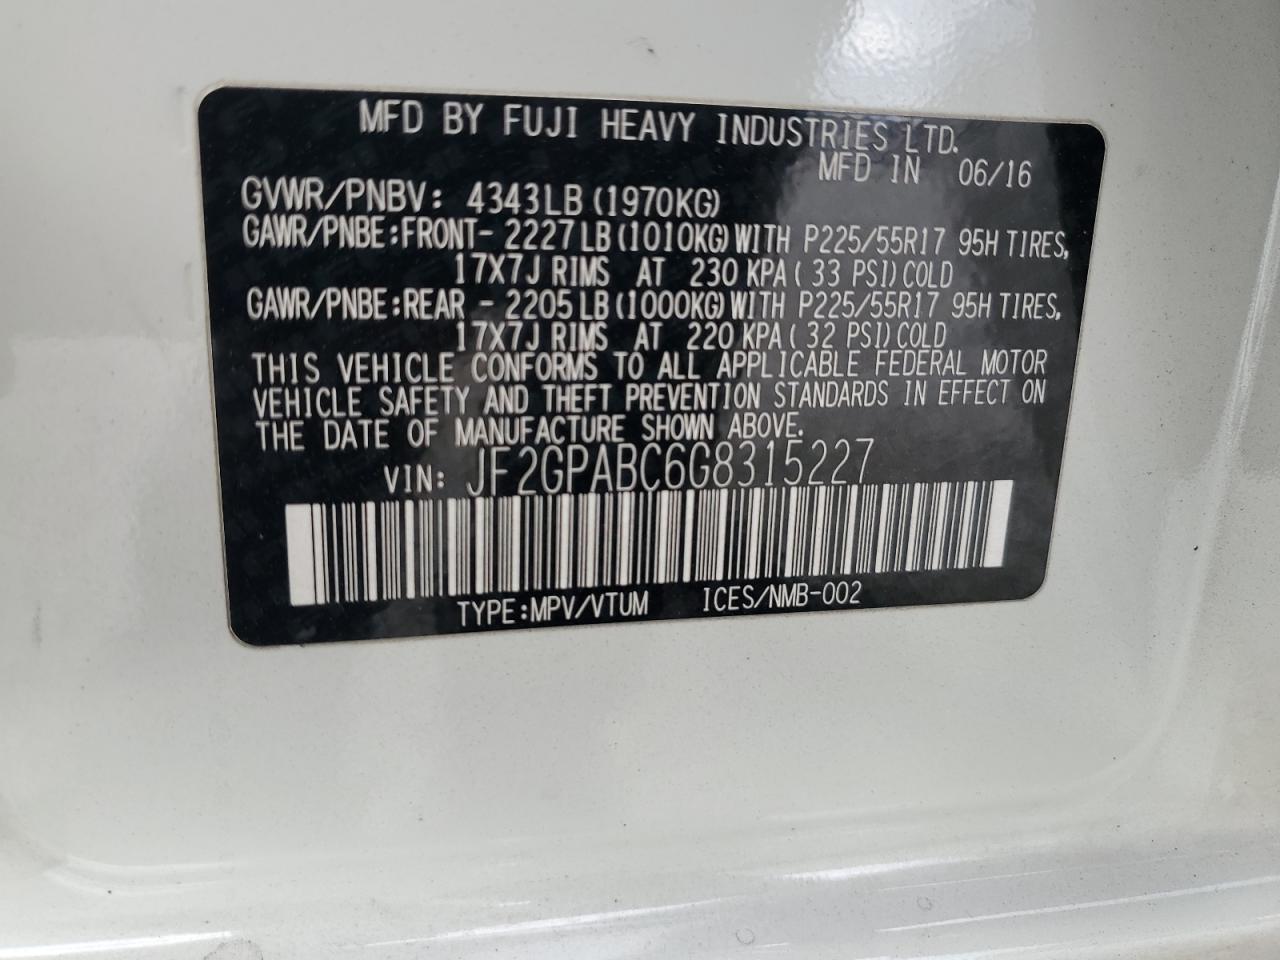 MFD BY FUJI HEAVY INDUSTRIES LTD.
MFD IN 06/16
GVWR/PNBV: 4343LB (1970KG)
GAWR/PNBE:FRONT- 2227LB(1010KG)WITH P225/55R17 95H TIRES,
17X7J RIMS AT 230 KPA( 33 PSI)COLD
GAWR/PNBE:REAR - 2205LB(1000KG)WITH P225/55R17 95H TIRES,
17X7J RIMS AT 220 KPA( 32 PSI)COLD
THIS VEHICLE CONFORMS TO ALL APPLICABLE FEDERAL MOTOR
VEHICLE SAFETY AND THEFT PREVENTION STANDARDS IN EFFECT ON
THE DATE OF MANUFACTURE SHOWN ABOVE.
VIN: JF2GPABC6G8315227
TYPE:MPV/VTUM ICES/NMB-002